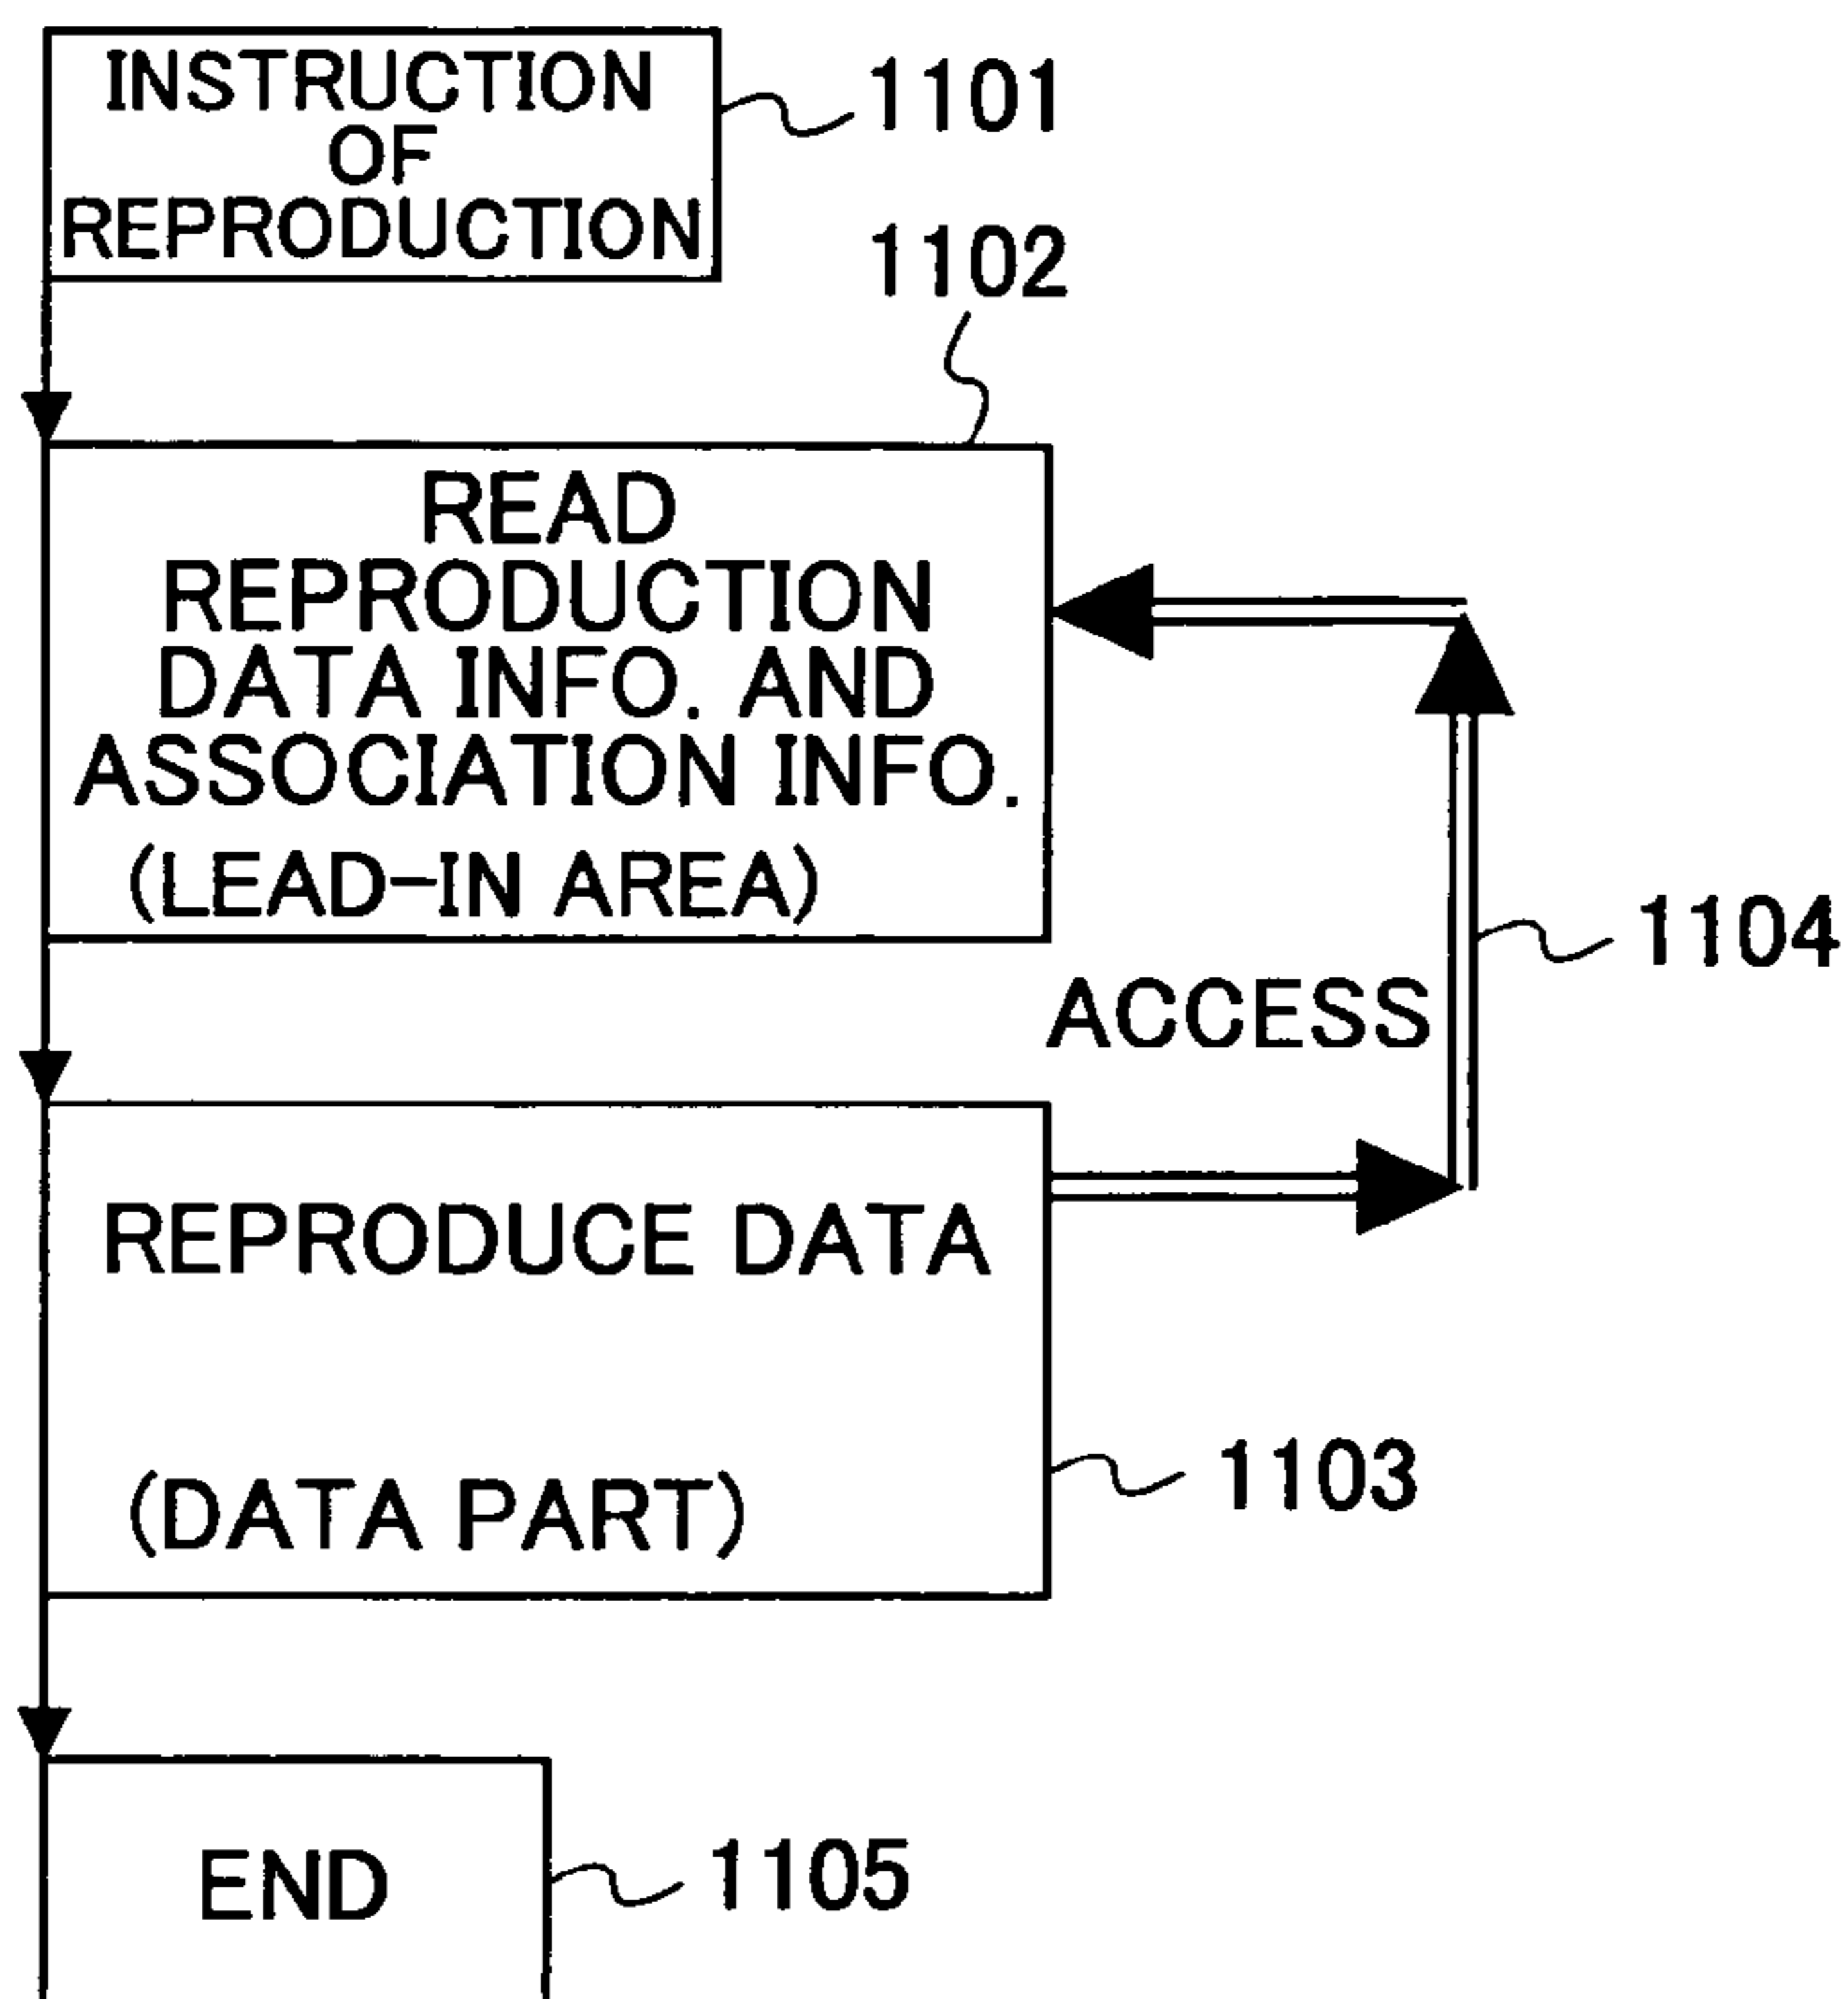 INSTRUCTION
OF
REPRODUCTION
1101
1102
READ
REPRODUCTION
DATA INFO. AND
ASSOCIATION INFO.
(LEAD-IN AREA)
1104
ACCESS
REPRODUCE DATA
1103
(DATA PART)
END
1105